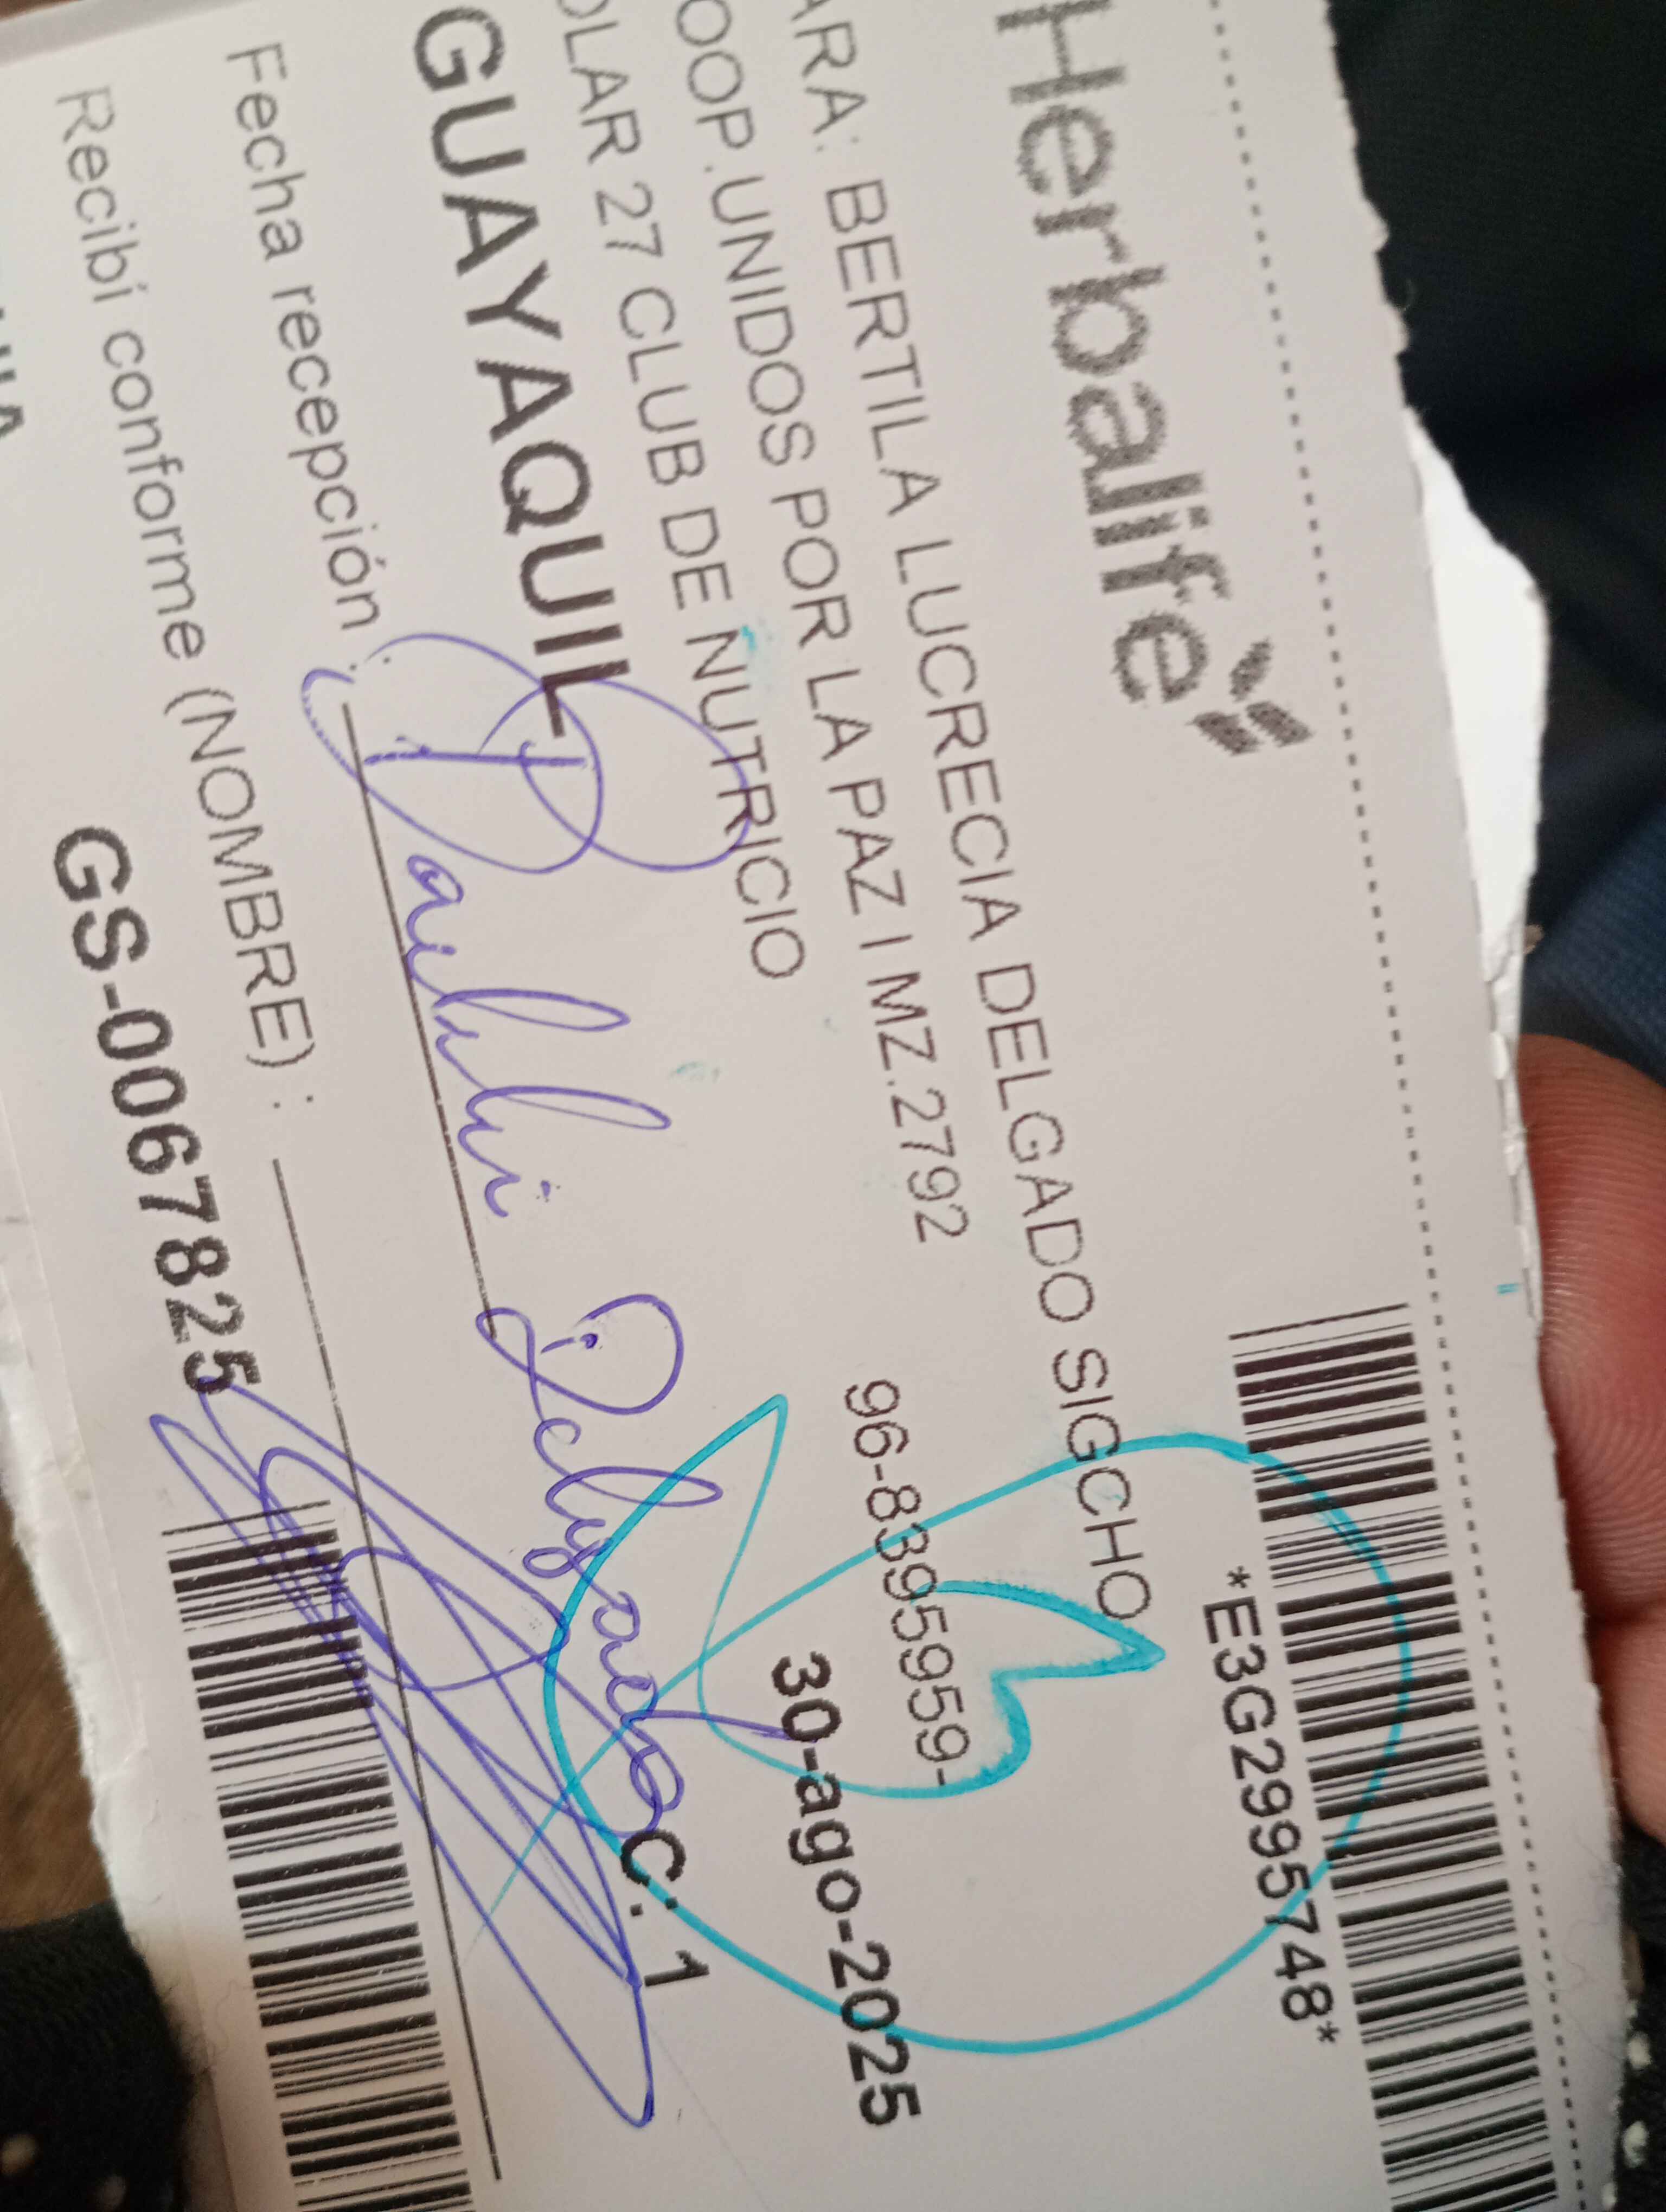 Herbalife
*E3G2995748*
ARA: BERTILA LUCRECIA DELGADO SIGCHO
OOP.UNIDOS POR LA PAZ I MZ.2792
96-8395959-
OLAR 27 CLUB DE NUTRICIO
30-ago-2025
GUAYAQUIL
C: 1
Fecha recepción :
Delgado
Recibí conforme (NOMBRE) :
GS-0067825